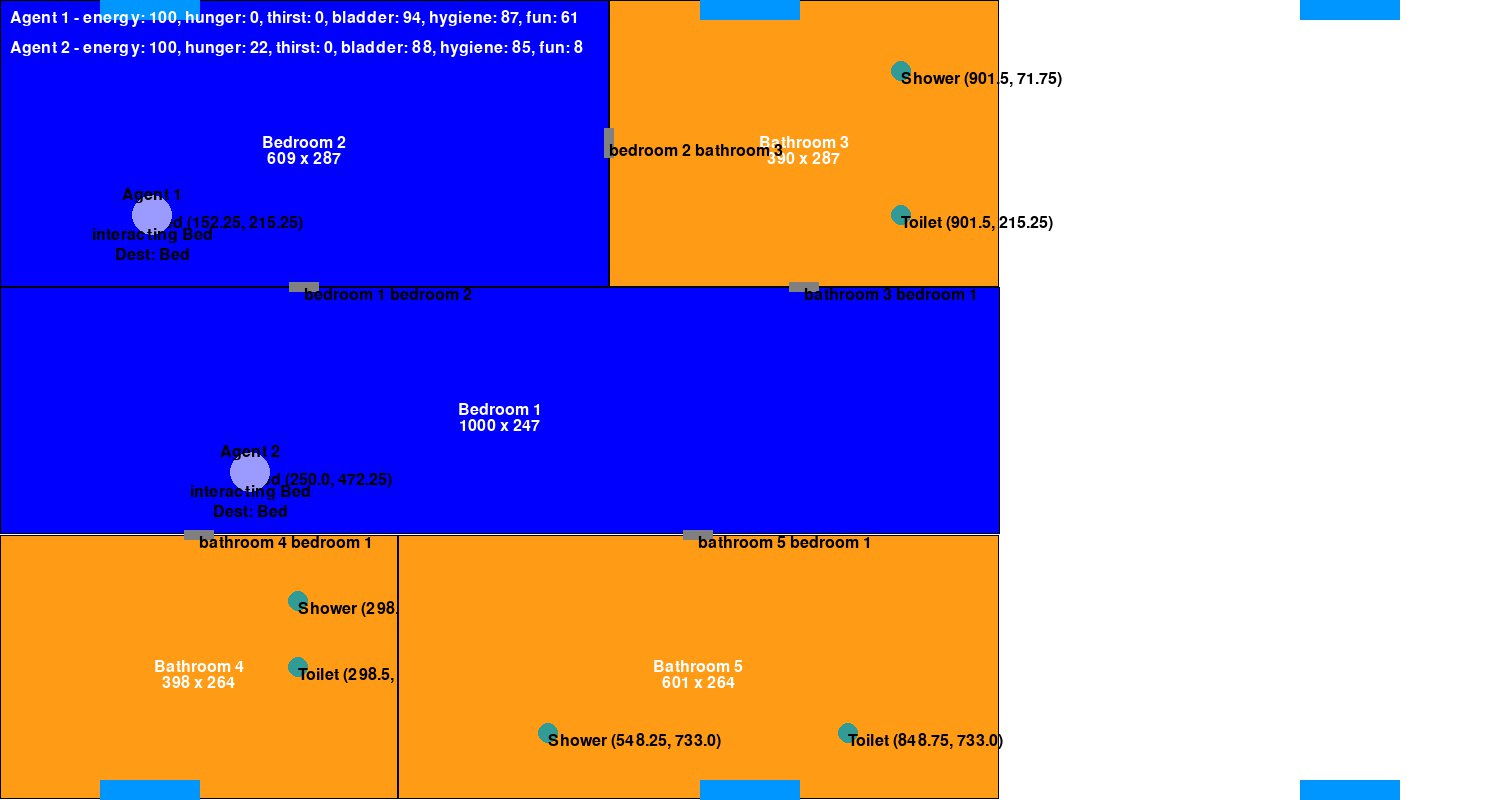 Agent 1 - energy: 100, hunger: 0, thirst: 0, bladder: 94, hygiene: 87, fun: 61
Agent 2 - energy: 100, hunger: 22, thirst: 0, bladder: 88, hygiene: 85, fun: 8
Shower (901.5, 71.75)
Bedroom 2
609 x 287
bedroom 2 bathroom 3
Bathroom 3
390 x 287
Agent 1
d (152.25, 215.25)
interacting Bed
Dest: Bed
Toilet (901.5, 215.25)
bedroom 1 bedroom 2
bathroom 3 bedroom 1
Bedroom 1
1000 x 247
Agent 2
d (250.0, 472.25)
interacting Bed
Dest: Bed
bathroom 4 bedroom 1
bathroom 5 bedroom 1
Shower (298.
Bathroom 4
398 x 264
Toilet (298.5,
Bathroom 5
601 x 264
Shower (548.25, 733.0)
Toilet (848.75, 733.0)